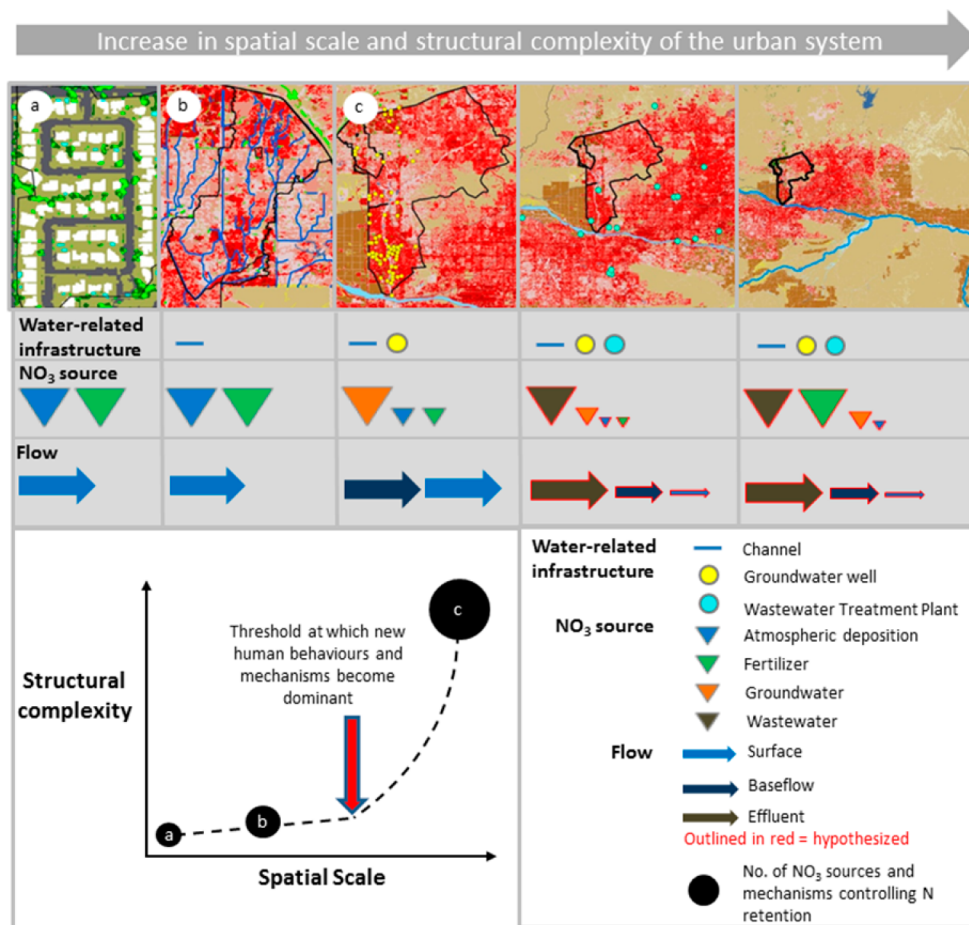 Increase in spatial scale and structural complexity of the urban system
a
b
c
Water-related
infrastructure
NO3 source
Flow
Structural
complexity
Threshold at which new
human behaviours and
mechanisms become
dominant
a
b
c
Spatial Scale
Water-related
infrastructure
Channel
Groundwater well
Wastewater Treatment Plant
NO3 source
Atmospheric deposition
Fertilizer
Groundwater
Wastewater
Flow
Surface
Baseflow
Effluent
Outlined in red = hypothesized
No. of NO3 sources and
mechanisms controlling N
retention